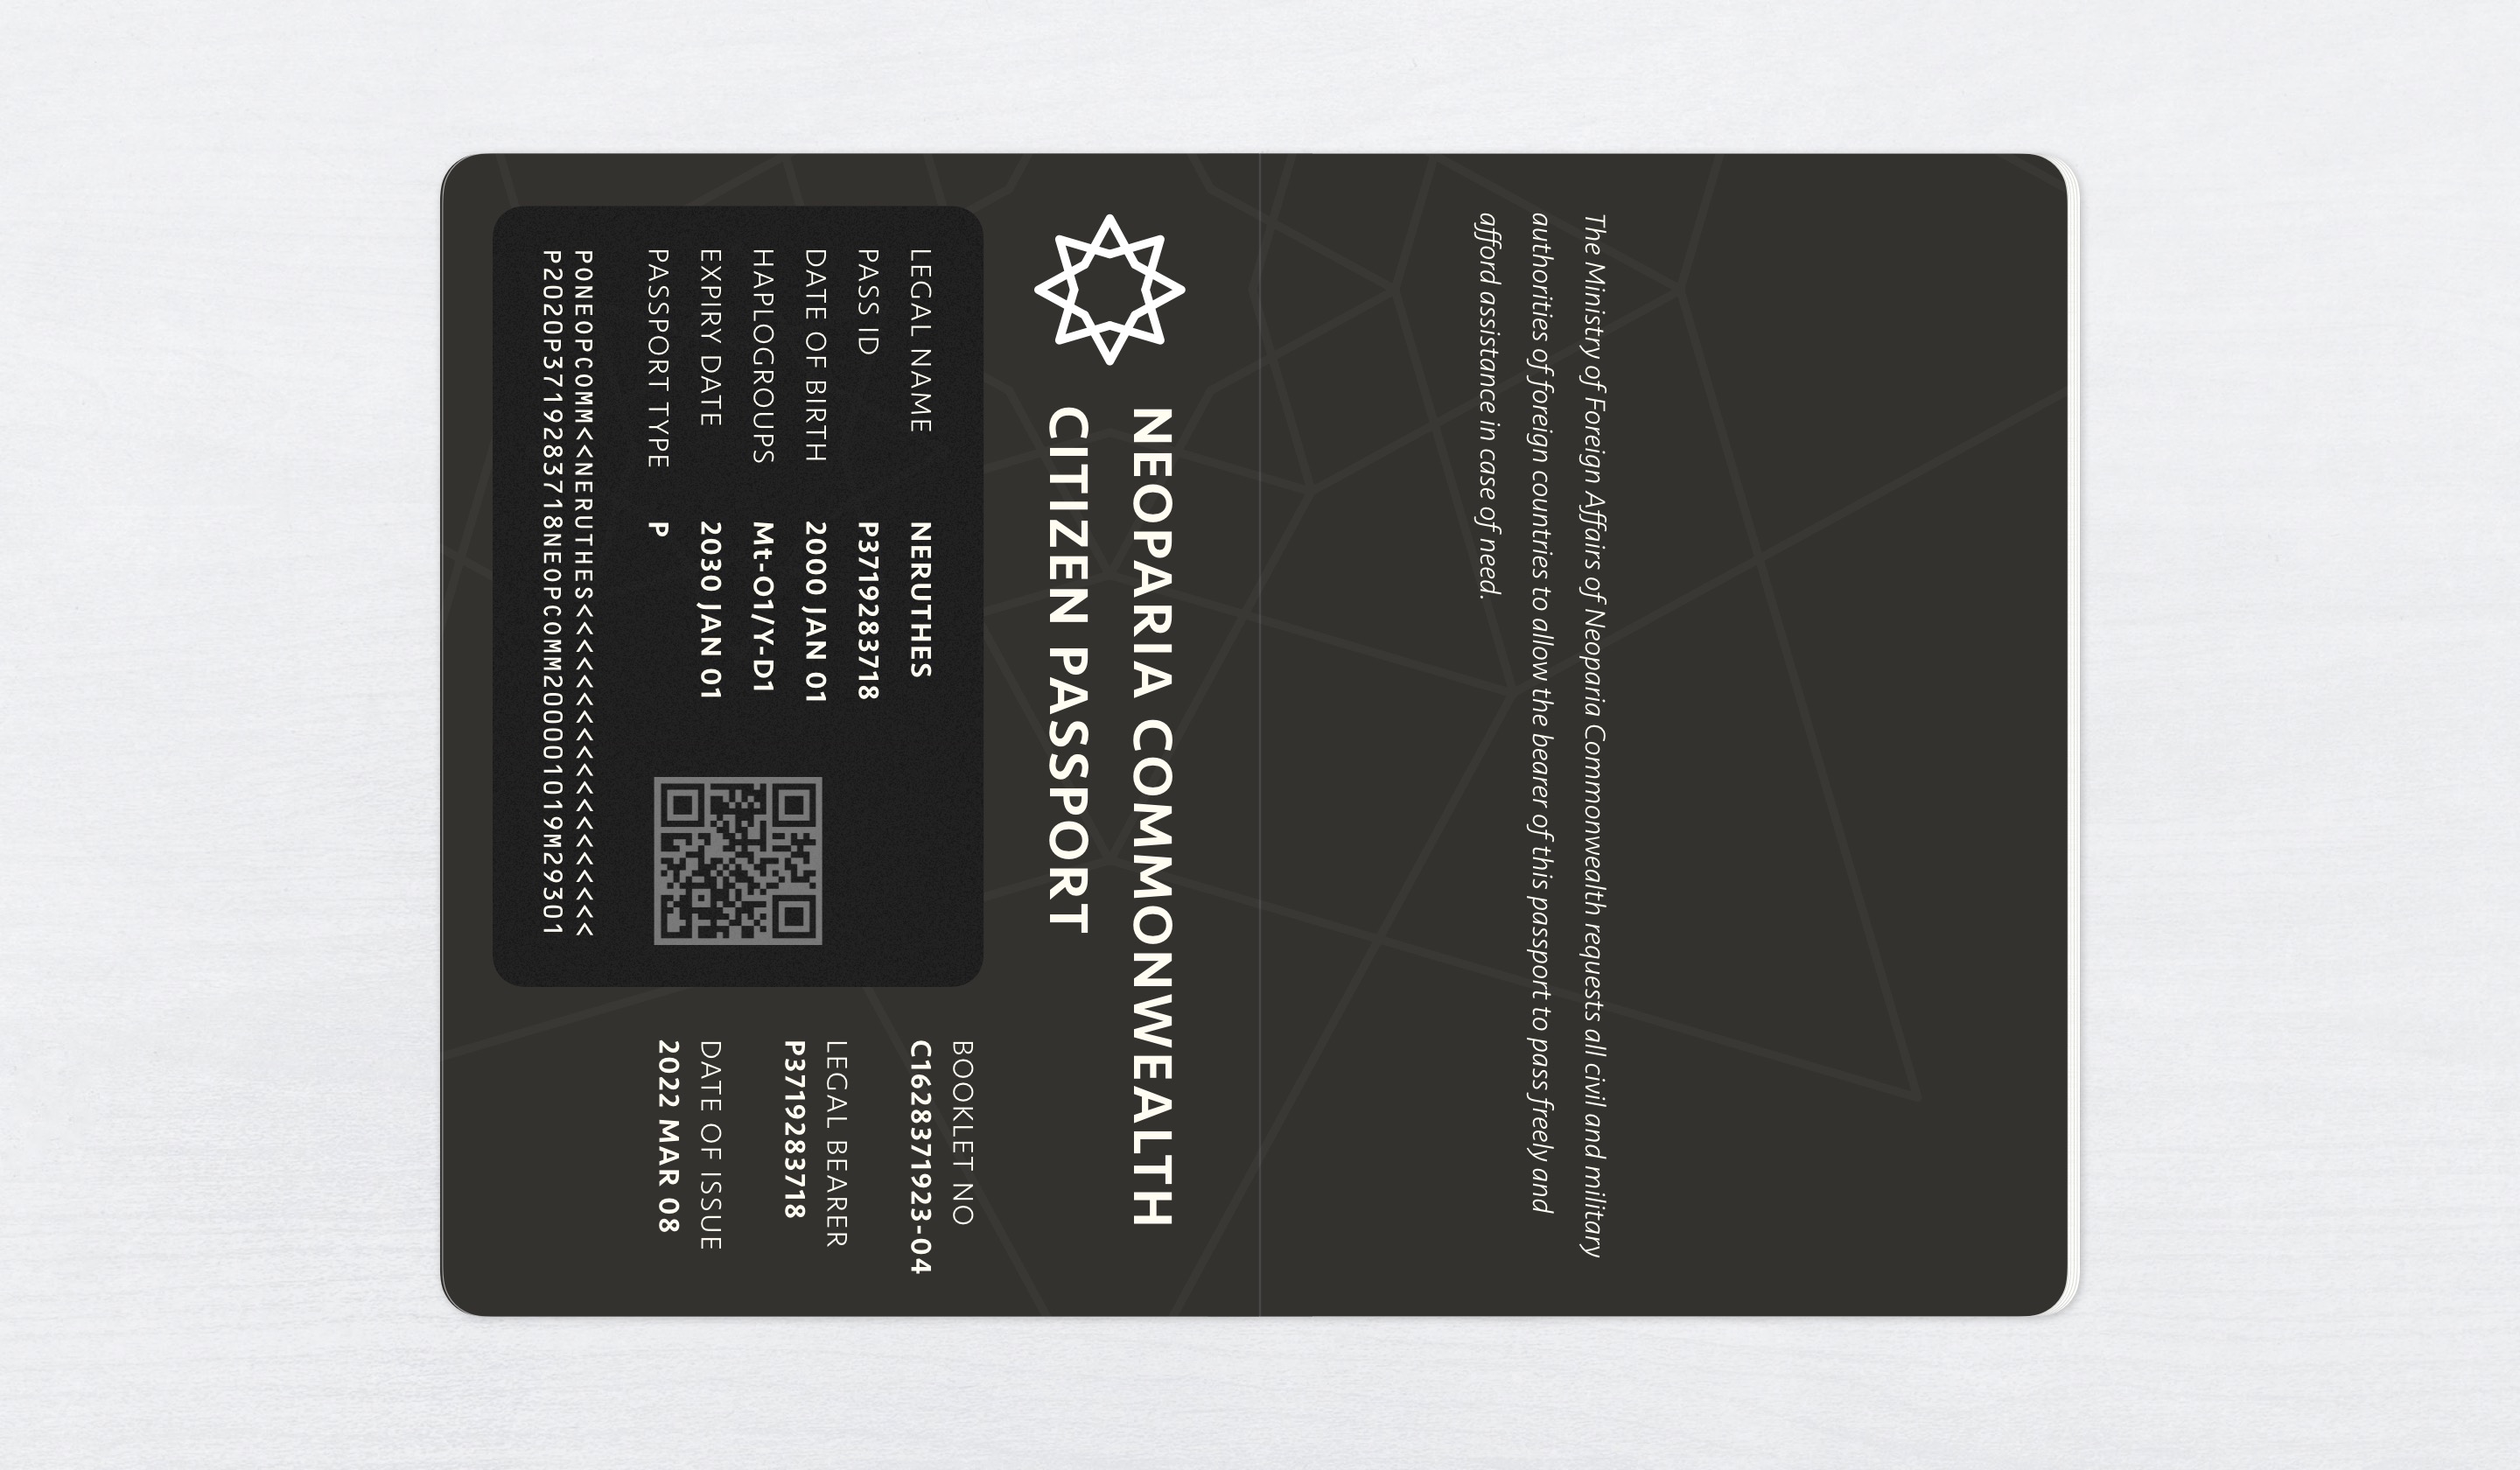 The Ministry of Foreign Affairs of Neoparia Commonwealth requests all civil and military
authorities of foreign countries to allow the bearer of this passport to pass freely and
afford assistance in case of need.
NEOPARIA COMMONWEALTH
CITIZEN PASSPORT
LEGAL NAME NERUTHES
PASS ID P3719283718
DATE OF BIRTH 2000 JAN 01
HAPLOGROUPS Mt-O1/Y-D1
EXPIRY DATE 2030 JAN 01
PASSPORT TYPE P
PONEOPCOMM<<NERUTHES<<<<<<<<<<<<<<<<<<<
P2020P3719283718NEOPCOMM20000101019M29301
BOOKLET NO
C1628371923-04
LEGAL BEARER
P3719283718
DATE OF ISSUE
2022 MAR 08